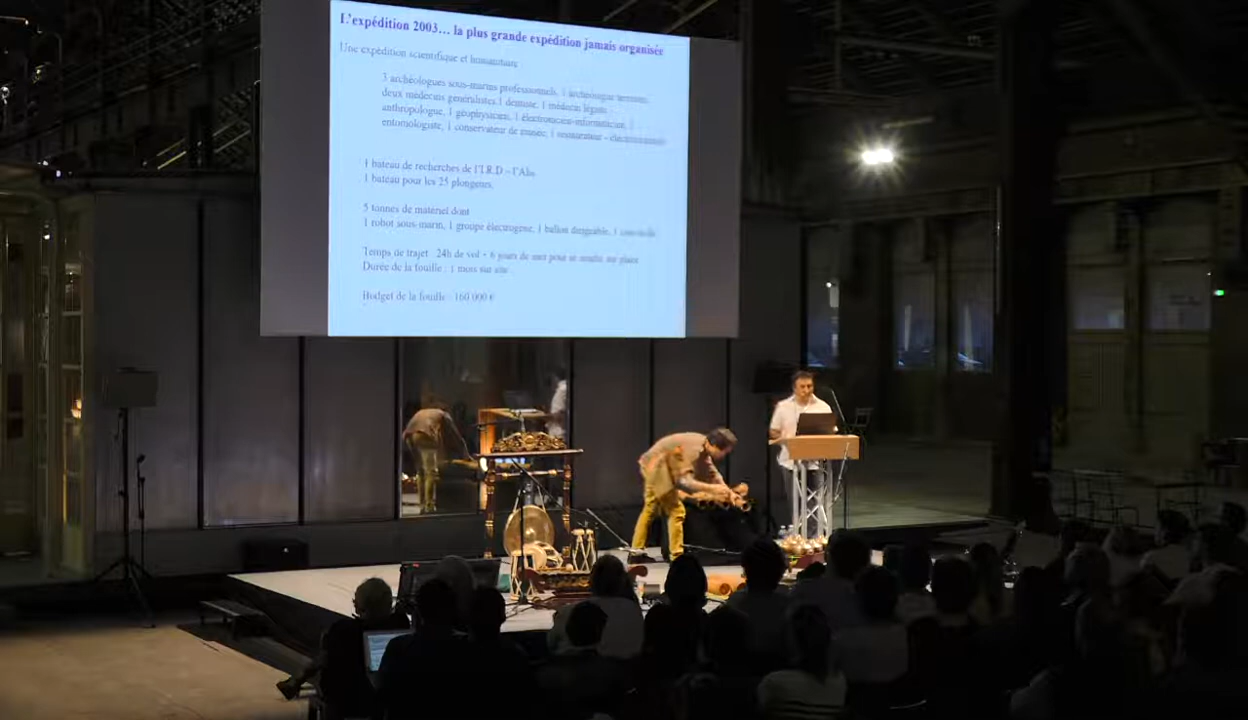 L'expédition 2003... la plus grande expédition jamais organisée
Une expédition scientifique et humanitaire
3 archéologues sous-marins professionnels, 1 archéologue terrestre,
deux médecins généralistes, 1 dentiste, 1 médecin légiste
anthropologue, 1 géophysicien, 1 électronicien-informaticien, 1
entomologiste, 1 conservateur de musée, 1 restaurateur -
1 bateau de recherches de l'I.R.D – l'Alis
1 bateau pour les 25 plongeurs,
5 tonnes de matériel dont
1 robot sous-marin, 1 groupe électrogène, 1 ballon dirigeable, 1
Temps de trajet : 24h de vol + 6 jours de mer pour se rendre sur place
Durée de la fouille : 1 mois sur site
Budget de la fouille : 160 000 €